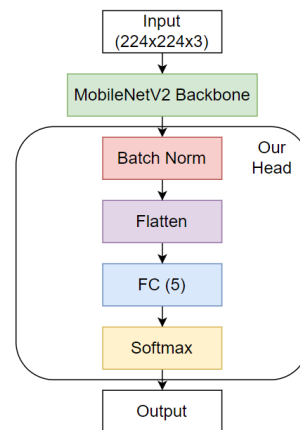 Input
(224x224x3)
MobileNetV2 Backbone
Our
Head
Batch Norm
Flatten
FC (5)
Softmax
Output